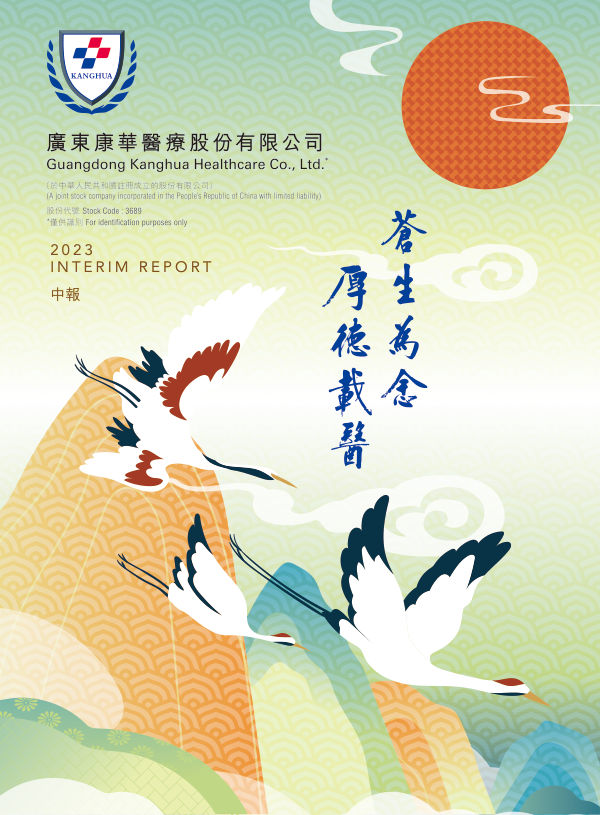 KANGHUA
廣東康華醫療股份有限公司
Guangdong Kanghua Healthcare Co., Ltd.*
(於中華人民共和國註冊成立的股份有限公司)
(A joint stock company incorporated in the People's Republic of China with limited liability)
股份代號 Stock Code : 3689
*僅供識別 For identification purposes only
2023
INTERIM REPORT
中報
蒼生為念
厚德載醫